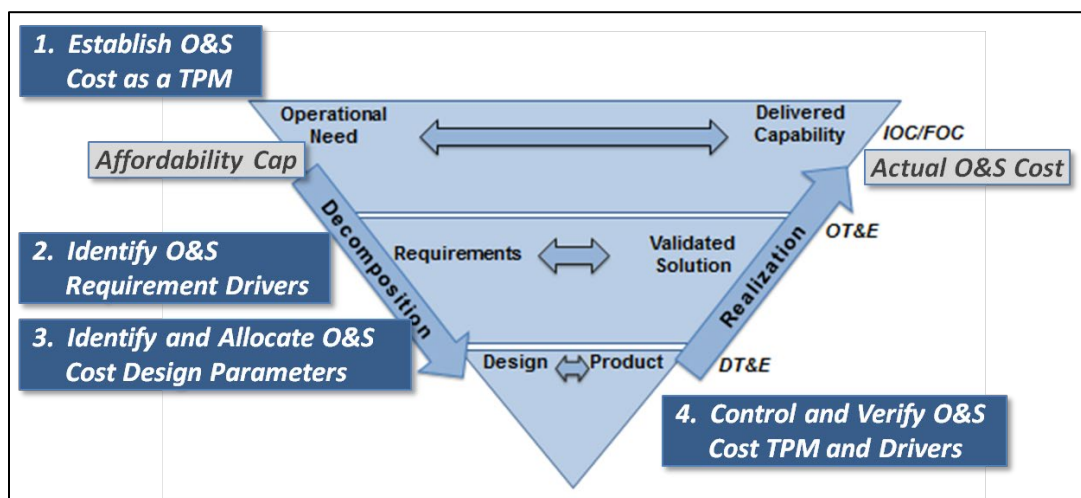 1. Establish O&S
Cost as a TPM
Operational
Need
Delivered
Capability
IOC/FOC
Affordability Cap
Actual O&S Cost
Decomposition
Realization
2. Identify O&S
Requirement Drivers
Requirements
Validated
Solution
OT&E
3. Identify and Allocate O&S
Cost Design Parameters
Design
Product
DT&E
4. Control and Verify O&S
Cost TPM and Drivers